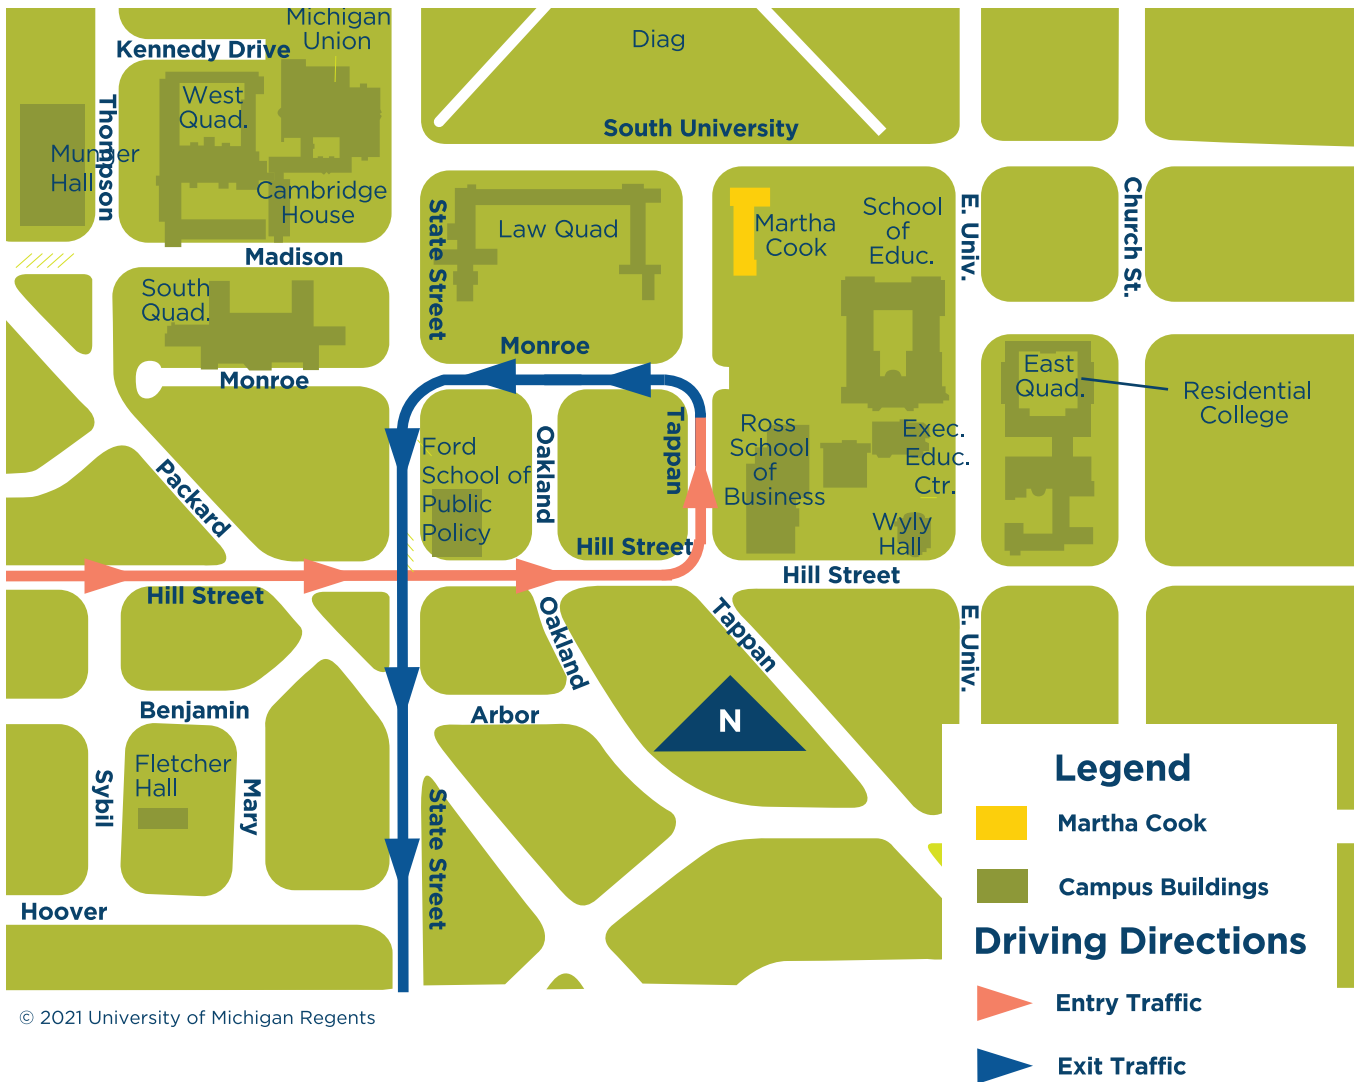 Michigan
Union
Diag
Kennedy Drive
West
Quad.
Thompson
South University
Munger
Hall
Cambridge
House
State Street
Law Quad
Martha
Cook
School
of
Educ.
E. Univ.
Church St.
Madison
South
Quad.
Monroe
Monroe
East
Quad.
Residential
College
Packard
Ford
School of
Public
Policy
Oakland
Tappan
Ross
School
of
Business
Exec.
Educ.
Ctr.
Wyly
Hall
Hill Street
Hill Street
Hill Street
Oakland
Tappan
E. Univ.
N
Benjamin
Arbor
Fletcher
Hall
Sybil
Mary
State Street
Hoover
Legend
Martha Cook
Campus Buildings
Driving Directions
Entry Traffic
Exit Traffic
© 2021 University of Michigan Regents